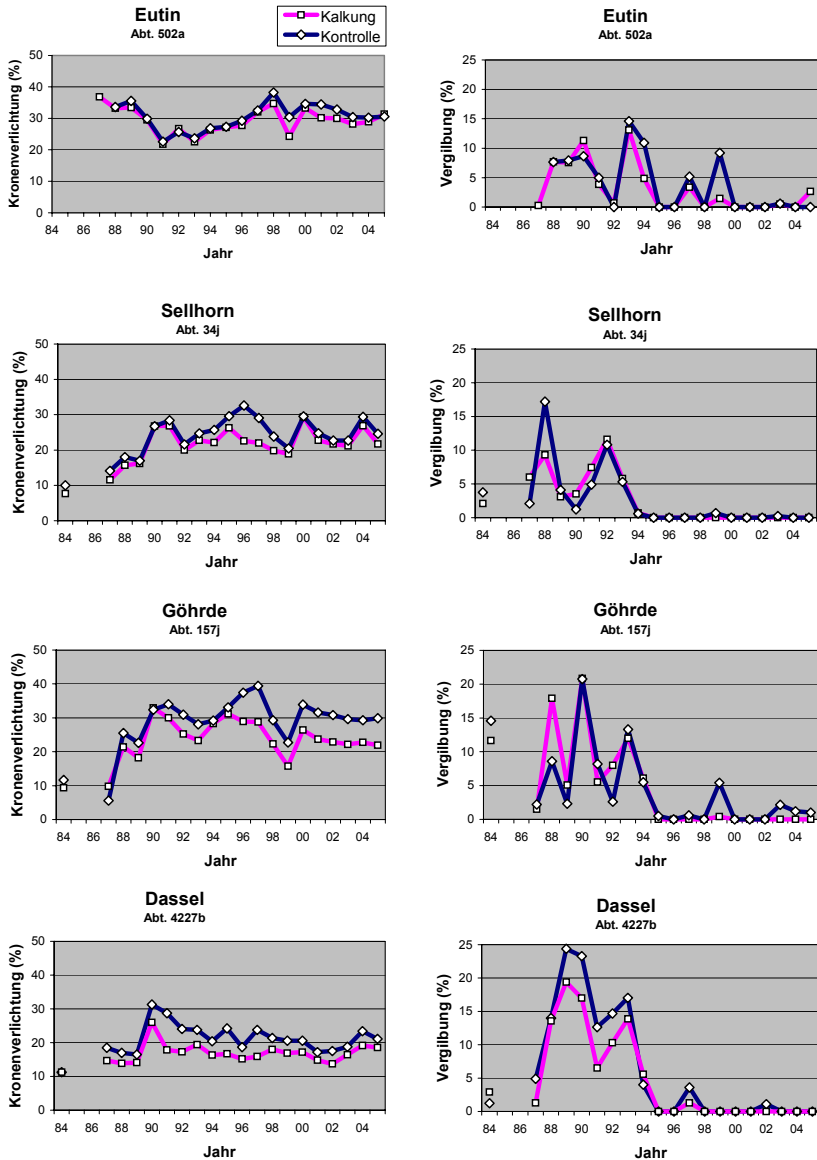 Eutin
Abt. 502a
Kalkung
Kontrolle
Kronenverlichtung (%)
50
40
30
20
10
0
84 86 88 90 92 94 96 98 00 02 04
Jahr
Eutin
Abt. 502a
Vergilbung (%)
25
20
15
10
5
0
84 86 88 90 92 94 96 98 00 02 04
Jahr
Sellhorn
Abt. 34j
Kronenverlichtung (%)
50
40
30
20
10
0
84 86 88 90 92 94 96 98 00 02 04
Jahr
Sellhorn
Abt. 34j
Vergilbung (%)
25
20
15
10
5
0
84 86 88 90 92 94 96 98 00 02 04
Jahr
Göhrde
Abt. 157j
Kronenverlichtung (%)
50
40
30
20
10
0
84 86 88 90 92 94 96 98 00 02 04
Jahr
Göhrde
Abt. 157j
Vergilbung (%)
25
20
15
10
5
0
84 86 88 90 92 94 96 98 00 02 04
Jahr
Dassel
Abt. 4227b
Kronenverlichtung (%)
50
40
30
20
10
0
84 86 88 90 92 94 96 98 00 02 04
Jahr
Dassel
Abt. 4227b
Vergilbung (%)
25
20
15
10
5
0
84 86 88 90 92 94 96 98 00 02 04
Jahr